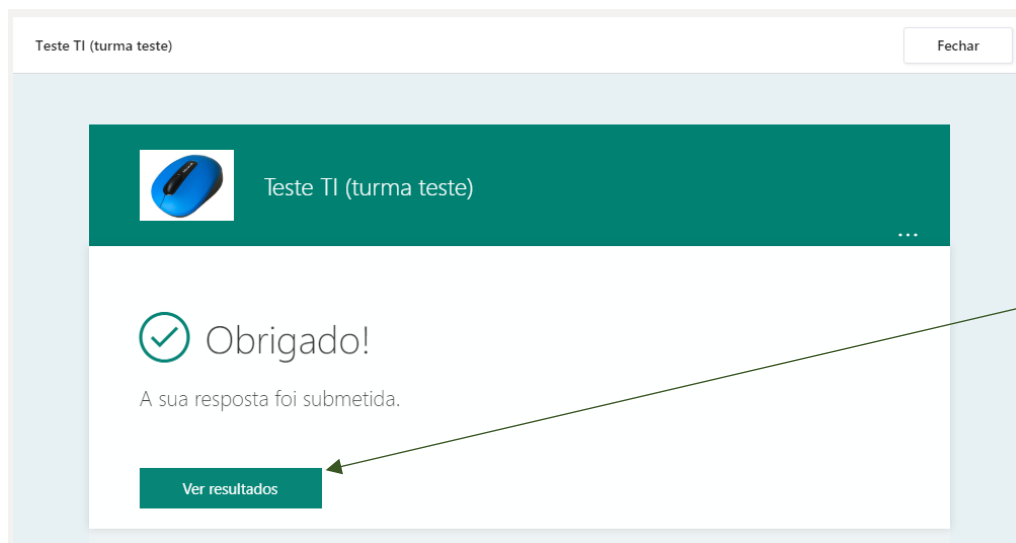 Teste TI (turma teste)
Fechar
Teste TI (turma teste)
...
Obrigado!
A sua resposta foi submetida.
Ver resultados